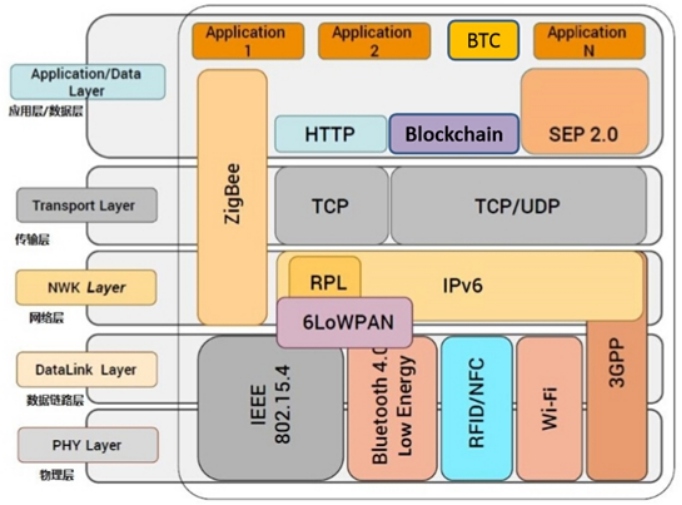 Application
1
Application
2
BTC
Application
N
Application/Data
Layer
应用层/数据层
HTTP
Blockchain
SEP 2.0
ZigBee
Transport Layer
传输层
TCP
TCP/UDP
NWK Layer
网络层
RPL
IPv6
6LoWPAN
DataLink Layer
数据链路层
IEEE
802.15.4
Bluetooth 4.0
Low Energy
RFID/NFC
Wi-Fi
3GPP
PHY Layer
物理层